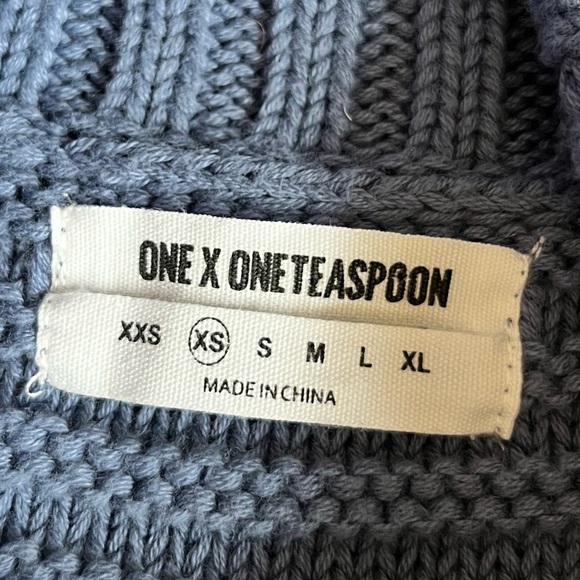 ONE X ONETEASPOON
XXS XS S M L XL
MADE IN CHINA